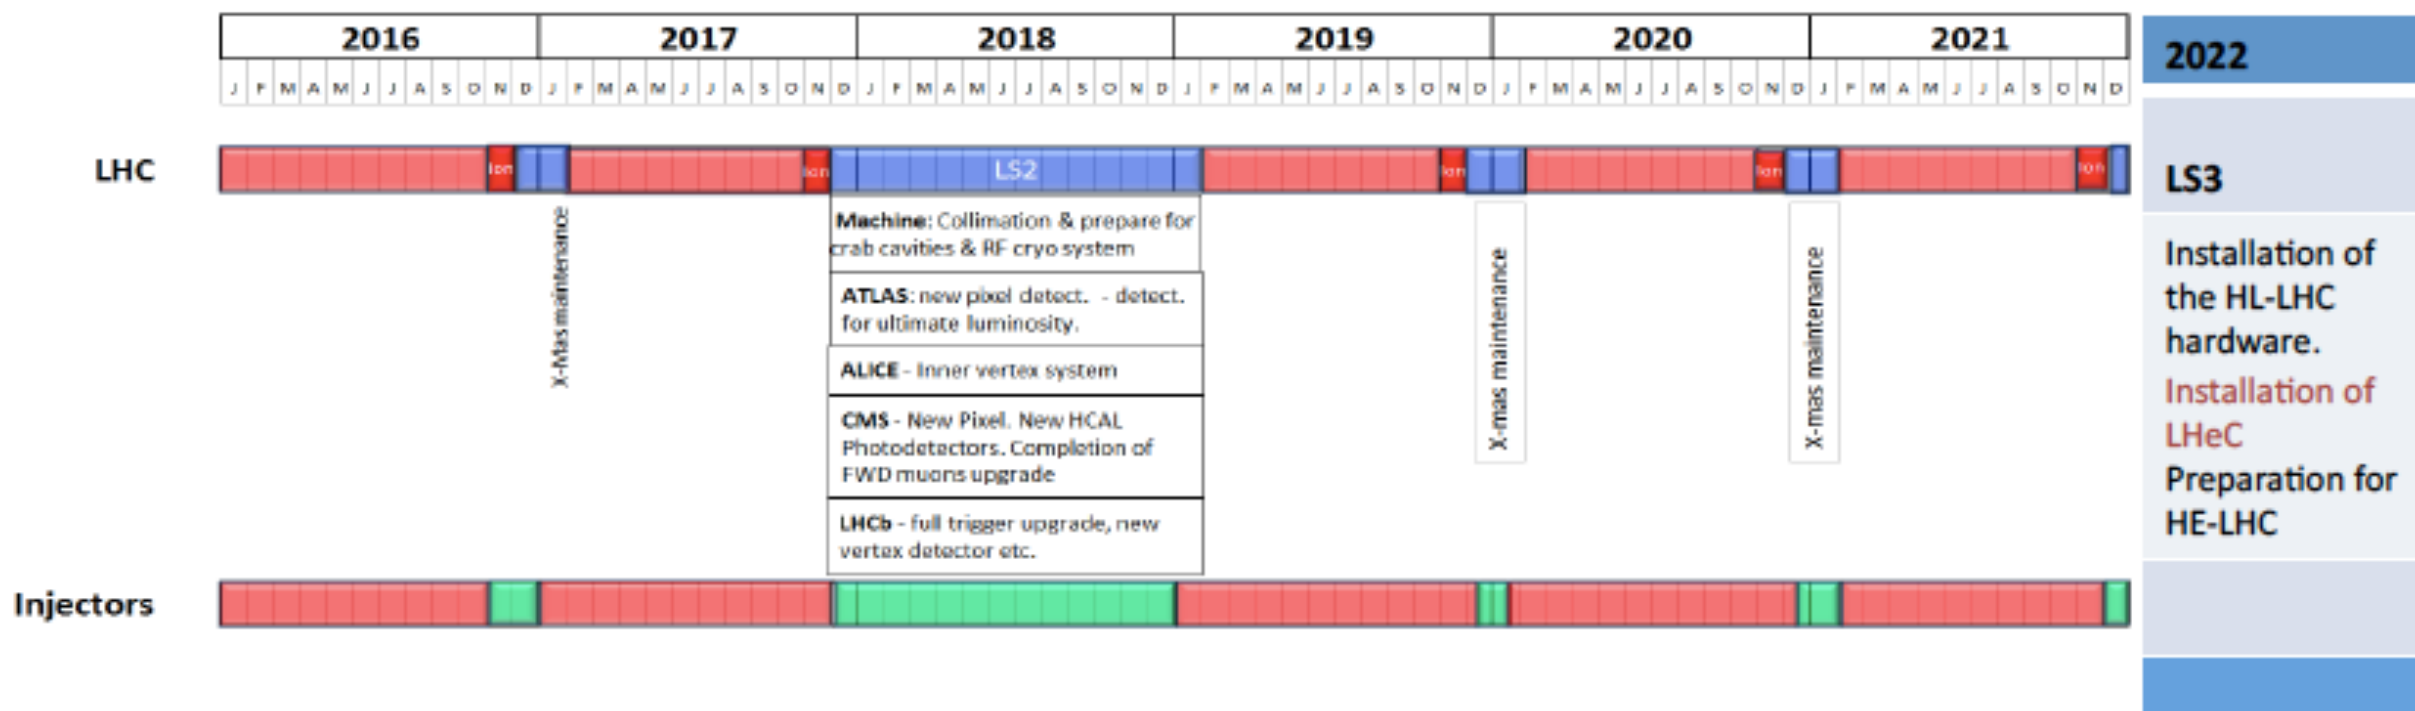 2016 2017 2018 2019 2020 2021
2022
J F M A M J J A S O N D J F M A M J J A S O N D J F M A M J J A S O N D J F M A M J J A S O N D J F M A M J J A S O N D J F M A M J J A S O N D
LHC
Ion
Ion
LS2
Ion
Ion
Ion
LS3
X-Mas maintenance
Machine: Collimation & prepare for
crab cavities & RF cryo system
ATLAS: new pixel detect. - detect.
for ultimate luminosity.
ALICE - Inner vertex system
CMS - New Pixel. New HCAL
Photodetectors. Completion of
FWD muons upgrade
LHCb - full trigger upgrade, new
vertex detector etc.
X-mas maintenance
X-mas maintenance
Installation of
the HL-LHC
hardware.
Installation of
LHeC
Preparation for
HE-LHC
Injectors